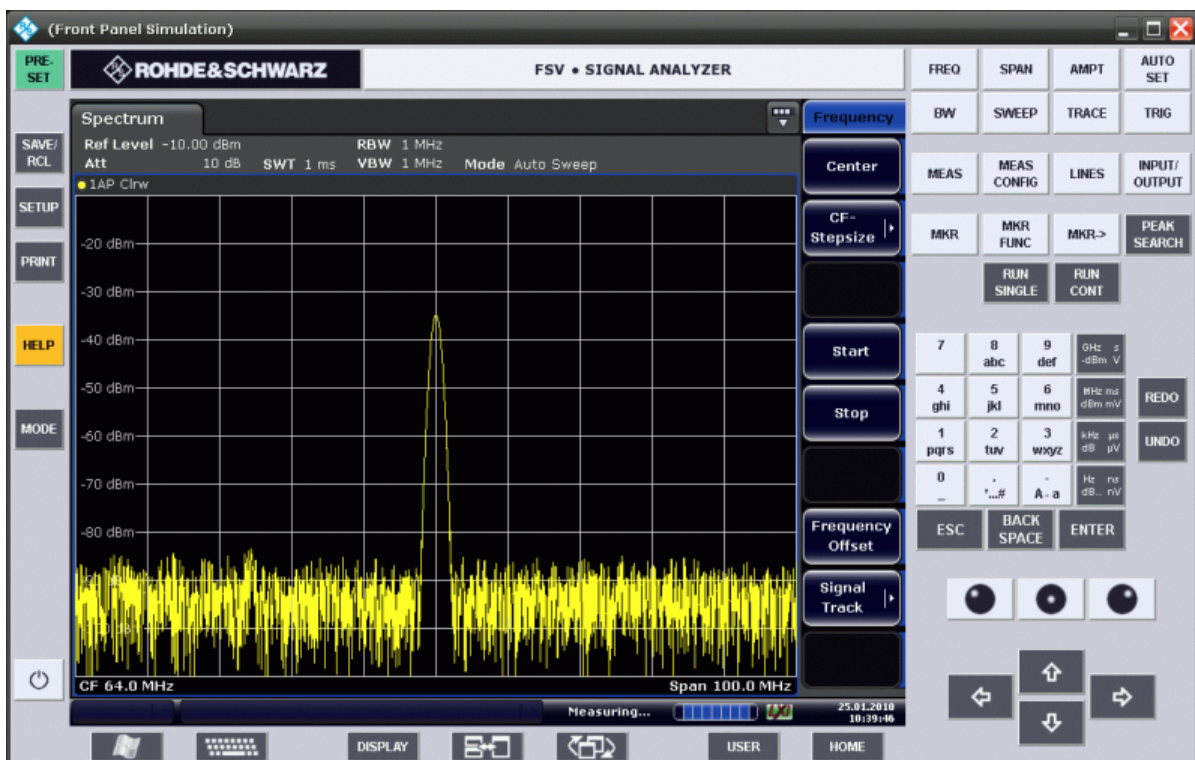 (Front Panel Simulation)
PRE-
SET
ROHDE&SCHWARZ
FSV • SIGNAL ANALYZER
SAVE/
RCL
SETUP
PRINT
HELP
MODE
Spectrum
Ref Level -10.00 dBm
RBW 1 MHz
Att 10 dB SWT 1 ms VBW 1 MHz Mode Auto Sweep
1AP Clrw
-20 dBm
-30 dBm
-40 dBm
-50 dBm
-60 dBm
-70 dBm
-80 dBm
CF 64.0 MHz
Span 100.0 MHz
Measuring...
25.01.2010
10:39:46
Frequency
Center
CF-
Stepsize
Start
Stop
Frequency
Offset
Signal
Track
DISPLAY
USER
HOME
FREQ
SPAN
AMPT
AUTO
SET
BW
SWEEP
TRACE
TRIG
MEAS
MEAS
CONFIG
LINES
INPUT/
OUTPUT
MKR
MKR
FUNC
MKR->
PEAK
SEARCH
RUN
SINGLE
RUN
CONT
7
8
abc
9
def
GHz s
-dBm V
4
ghi
5
jkl
6
mno
MHz ms
dBm mV
REDO
1
pqrs
2
tuv
3
wxyz
kHz µs
dB µV
UNDO
0
_
.
*...#
-
A - a
Hz ns
dB.. nV
ESC
BACK
SPACE
ENTER